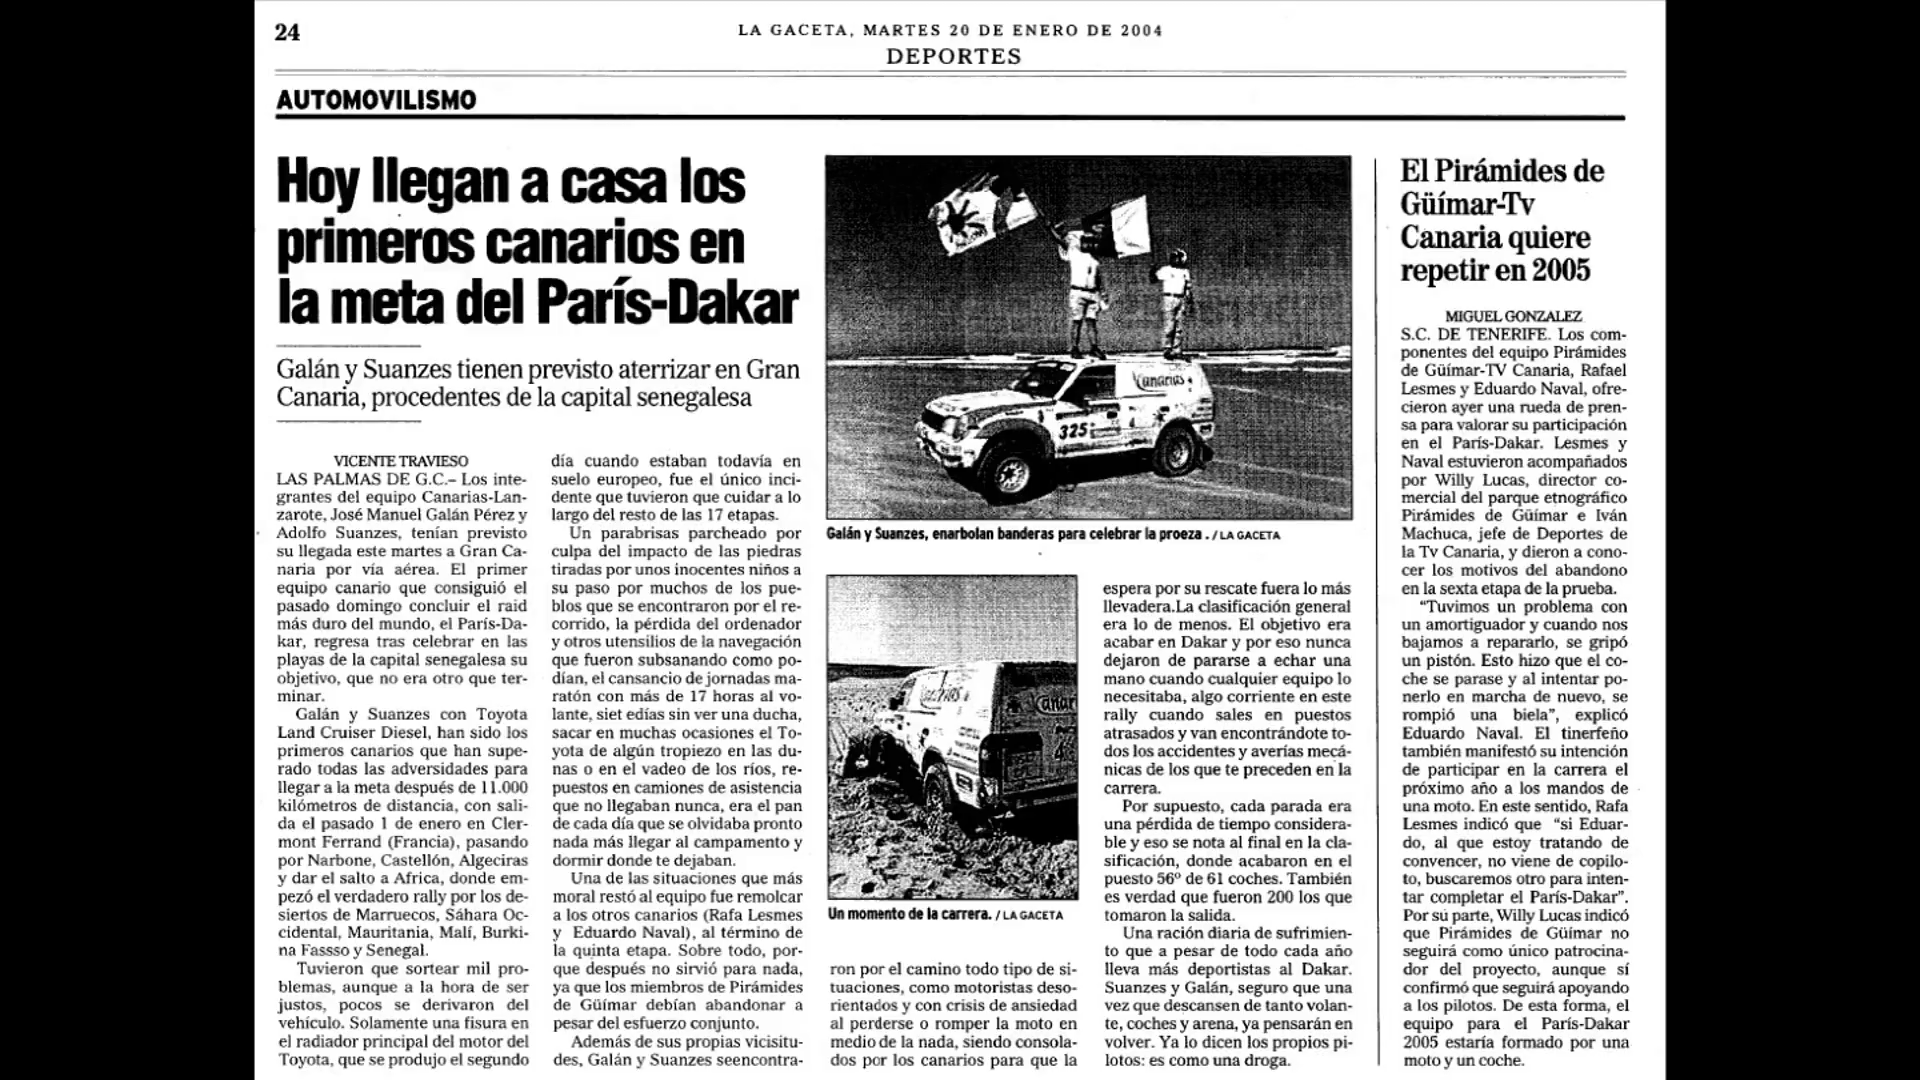 24
LA GACETA, MARTES 20 DE ENERO DE 2004
DEPORTES
AUTOMOVILISMO
Hoy llegan a casa los
primeros canarios en
la meta del París-Dakar
Galán y Suanzes tienen previsto aterrizar en Gran
Canaria, procedentes de la capital senegalesa
VICENTE TRAVIESO
LAS PALMAS DE G.C.– Los inte-
grantes del equipo Canarias-Lan-
zarote, José Manuel Galán Pérez y
Adolfo Suanzes, tenían previsto
su llegada este martes a Gran Ca-
naria por vía aérea. El primer
equipo canario que consiguió el
pasado domingo concluir el raid
más duro del mundo, el París-Da-
kar, regresa tras celebrar en las
playas de la capital senegalesa su
objetivo, que no era otro que ter-
minar.
Galán y Suanzes con Toyota
Land Cruiser Diesel, han sido los
primeros canarios que han supe-
rado todas las adversidades para
llegar a la meta después de 11.000
kilómetros de distancia, con sali-
da el pasado 1 de enero en Cler-
mont Ferrand (Francia), pasando
por Narbone, Castellón, Algeciras
y dar el salto a Africa, donde em-
pezó el verdadero rally por los de-
siertos de Marruecos, Sáhara Oc-
cidental, Mauritania, Malí, Burki-
na Fassso y Senegal.
Tuvieron que sortear mil pro-
blemas, aunque a la hora de ser
justos, pocos se derivaron del
vehículo. Solamente una fisura en
el radiador principal del motor del
Toyota, que se produjo el segundo
día cuando estaban todavía en
suelo europeo, fue el único inci-
dente que tuvieron que cuidar a lo
largo del resto de las 17 etapas.
Un parabrisas parcheado por
culpa del impacto de las piedras
tiradas por unos inocentes niños a
su paso por muchos de los pue-
blos que se encontraron por el re-
corrido, la pérdida del ordenador
y otros utensilios de la navegación
que fueron subsanando como po-
dían, el cansancio de jornadas ma-
ratón con más de 17 horas al vo-
lante, siet edías sin ver una ducha,
sacar en muchas ocasiones el To-
yota de algún tropiezo en las du-
nas o en el vadeo de los ríos, re-
puestos en camiones de asistencia
que no llegaban nunca, era el pan
de cada día que se olvidaba pronto
nada más llegar al campamento y
dormir donde te dejaban.
Una de las situaciones que más
moral restó al equipo fue remolcar
a los otros canarios (Rafa Lesmes
y Eduardo Naval), al término de
la quinta etapa. Sobre todo, por-
que después no sirvió para nada,
ya que los miembros de Pirámides
de Güímar debían abandonar a
pesar del esfuerzo conjunto.
Además de sus propias vicisitu-
des, Galán y Suanzes seencontra-
Canarias
325
Galán y Suanzes, enarbolan banderas para celebrar la proeza . / LA GACETA
Canar
Un momento de la carrera. / LA GACETA
ron por el camino todo tipo de si-
tuaciones, como motoristas deso-
rientados y con crisis de ansiedad
al perderse o romper la moto en
medio de la nada, siendo consola-
dos por los canarios para que la
espera por su rescate fuera lo más
llevadera.La clasificación general
era lo de menos. El objetivo era
acabar en Dakar y por eso nunca
dejaron de pararse a echar una
mano cuando cualquier equipo lo
necesitaba, algo corriente en este
rally cuando sales en puestos
atrasados y van encontrándote to-
dos los accidentes y averías mecá-
nicas de los que te preceden en la
carrera.
Por supuesto, cada parada era
una pérdida de tiempo considera-
ble y eso se nota al final en la cla-
sificación, donde acabaron en el
puesto 56º de 61 coches. También
es verdad que fueron 200 los que
tomaron la salida.
Una ración diaria de sufrimien-
to que a pesar de todo cada año
lleva más deportistas al Dakar.
Suanzes y Galán, seguro que una
vez que descansen de tanto volan-
te, coches y arena, ya pensarán en
volver. Ya lo dicen los propios pi-
lotos: es como una droga.
El Pirámides de
Güímar-Tv
Canaria quiere
repetir en 2005
MIGUEL GONZALEZ
S.C. DE TENERIFE. Los com-
ponentes del equipo Pirámides
de Güímar-TV Canaria, Rafael
Lesmes y Eduardo Naval, ofre-
cieron ayer una rueda de pren-
sa para valorar su participación
en el París-Dakar. Lesmes y
Naval estuvieron acompañados
por Willy Lucas, director co-
mercial del parque etnográfico
Pirámides de Güímar e Iván
Machuca, jefe de Deportes de
la Tv Canaria, y dieron a cono-
cer los motivos del abandono
en la sexta etapa de la prueba.
“Tuvimos un problema con
un amortiguador y cuando nos
bajamos a repararlo, se gripó
un pistón. Esto hizo que el co-
che se parase y al intentar po-
nerlo en marcha de nuevo, se
rompió una biela”, explicó
Eduardo Naval. El tinerfeño
también manifestó su intención
de participar en la carrera el
próximo año a los mandos de
una moto. En este sentido, Rafa
Lesmes indicó que “si Eduar-
do, al que estoy tratando de
convencer, no viene de copilo-
to, buscaremos otro para inten-
tar completar el París-Dakar”.
Por su parte, Willy Lucas indicó
que Pirámides de Güímar no
seguirá como único patrocina-
dor del proyecto, aunque sí
confirmó que seguirá apoyando
a los pilotos. De esta forma, el
equipo para el París-Dakar
2005 estaría formado por una
moto y un coche.